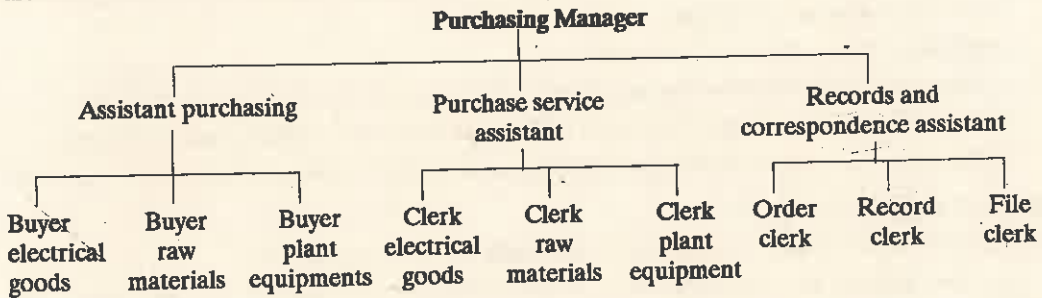 Purchasing Manager
Assistant purchasing
Purchase service
assistant
Records and
correspondence assistant
Buyer
electrical
goods
Buyer
raw
materials
Buyer
plant
equipments
Clerk
electrical
goods
Clerk
raw
materials
Clerk
plant
equipment
Order
clerk
Record
clerk
File
clerk